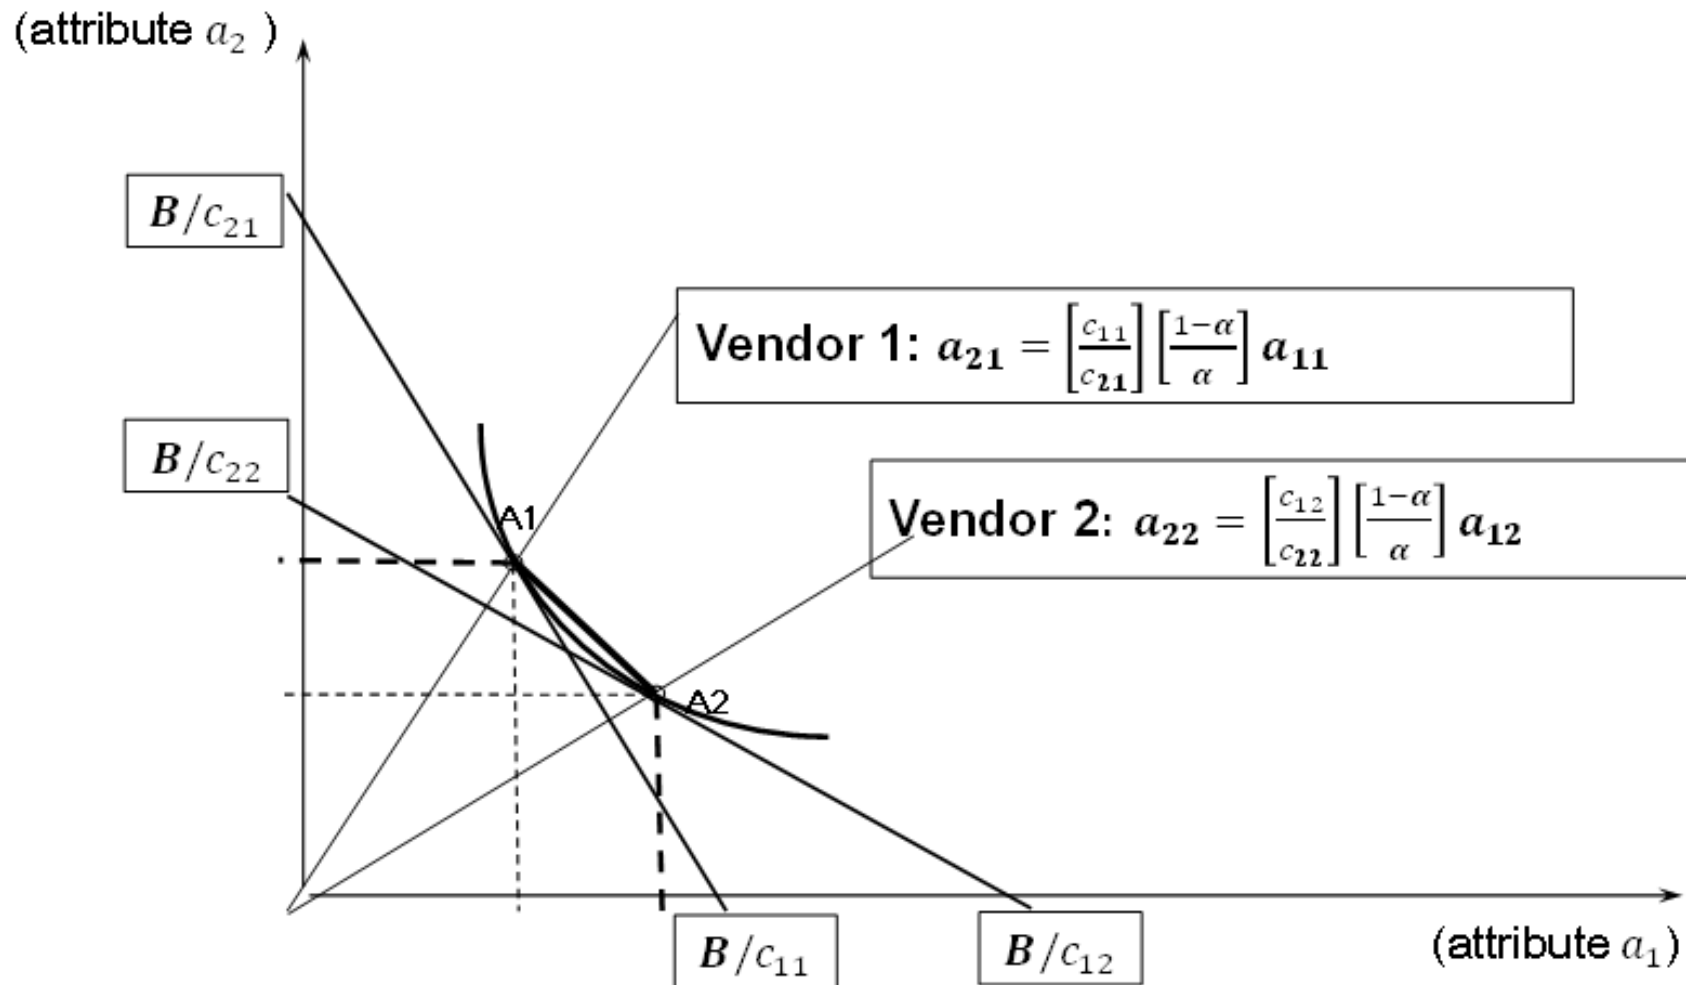 (attribute a₂ )
B/c₂₁
Vendor 1: a₂₁ = [c₁₁/c₂₁] [1−α/α] a₁₁
B/c₂₂
Vendor 2: a₂₂ = [c₁₂/c₂₂] [1−α/α] a₁₂
A1
A2
B/c₁₁
B/c₁₂
(attribute a₁)